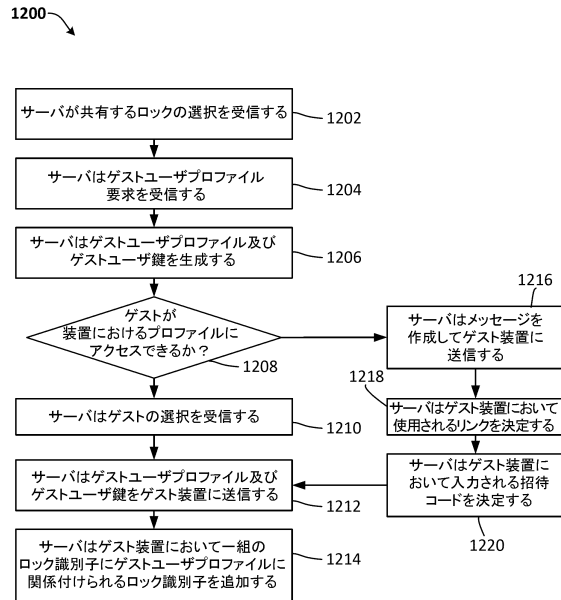 1200
サーバが共有するロックの選択を受信する
1202
サーバはゲストユーザプロファイル
要求を受信する
1204
サーバはゲストユーザプロファイル及び
ゲストユーザ鍵を生成する
1206
ゲストが
装置におけるプロファイルに
アクセスできるか?
1208
サーバはゲストの選択を受信する
1210
サーバはゲストユーザプロファイル及び
ゲストユーザ鍵をゲスト装置に送信する
1212
サーバはゲスト装置において一組の
ロック識別子にゲストユーザプロファイルに
関係付けられるロック識別子を追加する
1214
1216
サーバはメッセージを
作成してゲスト装置に
送信する
1218
サーバはゲスト装置において
使用されるリンクを決定する
サーバはゲスト装置に
おいて入力される招待
コードを決定する
1220